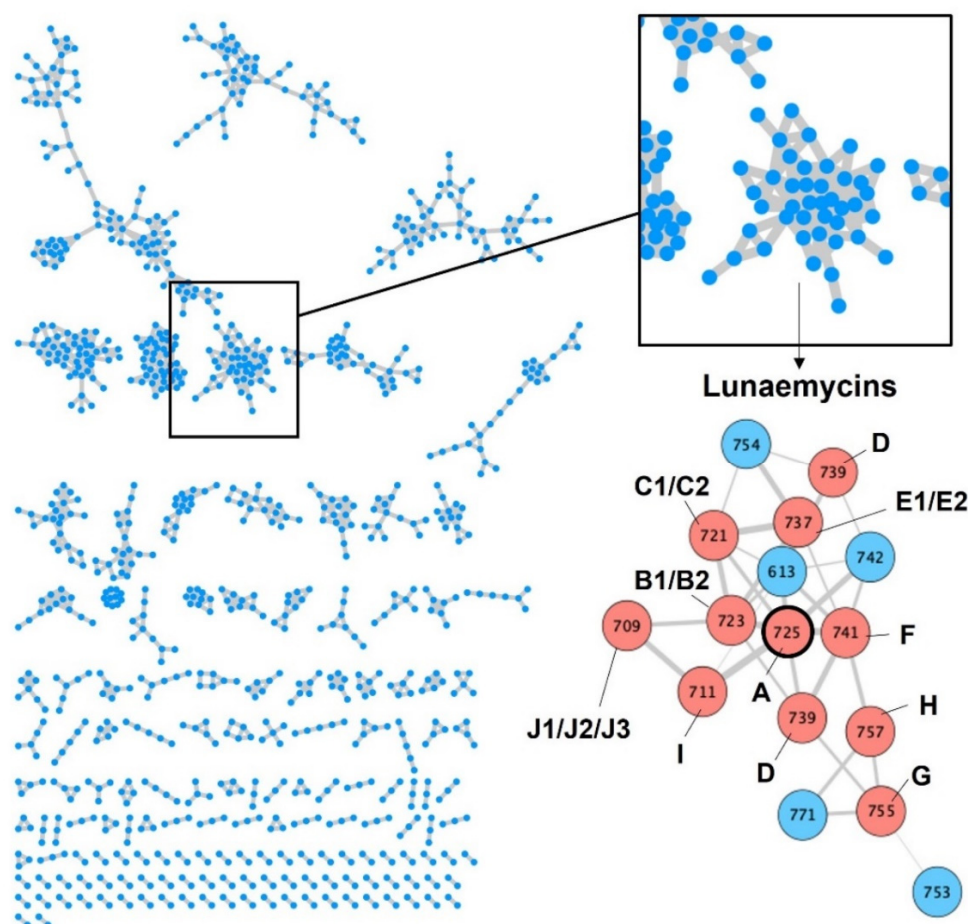 Lunaemycins
754
D
739
C1/C2
E1/E2
721
737
742
613
B1/B2
709
723
725
741
F
711
A
H
J1/J2/J3
I
739
757
D
G
771
755
753